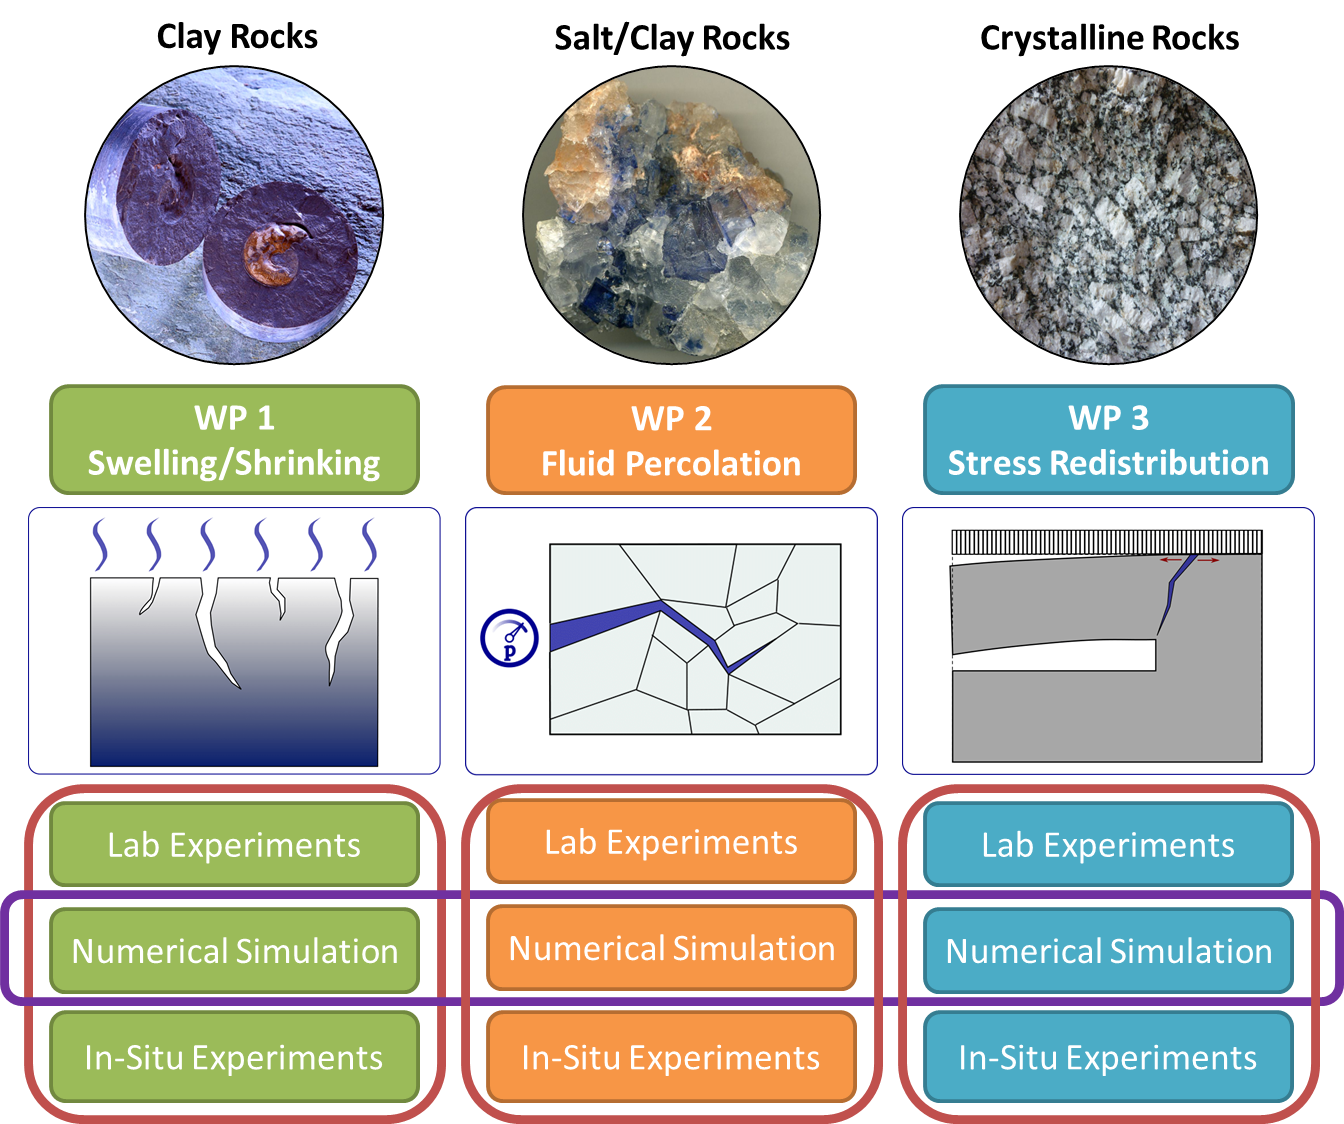 Clay Rocks
Salt/Clay Rocks
Crystalline Rocks
WP 1
Swelling/Shrinking
WP 2
Fluid Percolation
WP 3
Stress Redistribution
p
Lab Experiments
Lab Experiments
Lab Experiments
Numerical Simulation
Numerical Simulation
Numerical Simulation
In-Situ Experiments
In-Situ Experiments
In-Situ Experiments